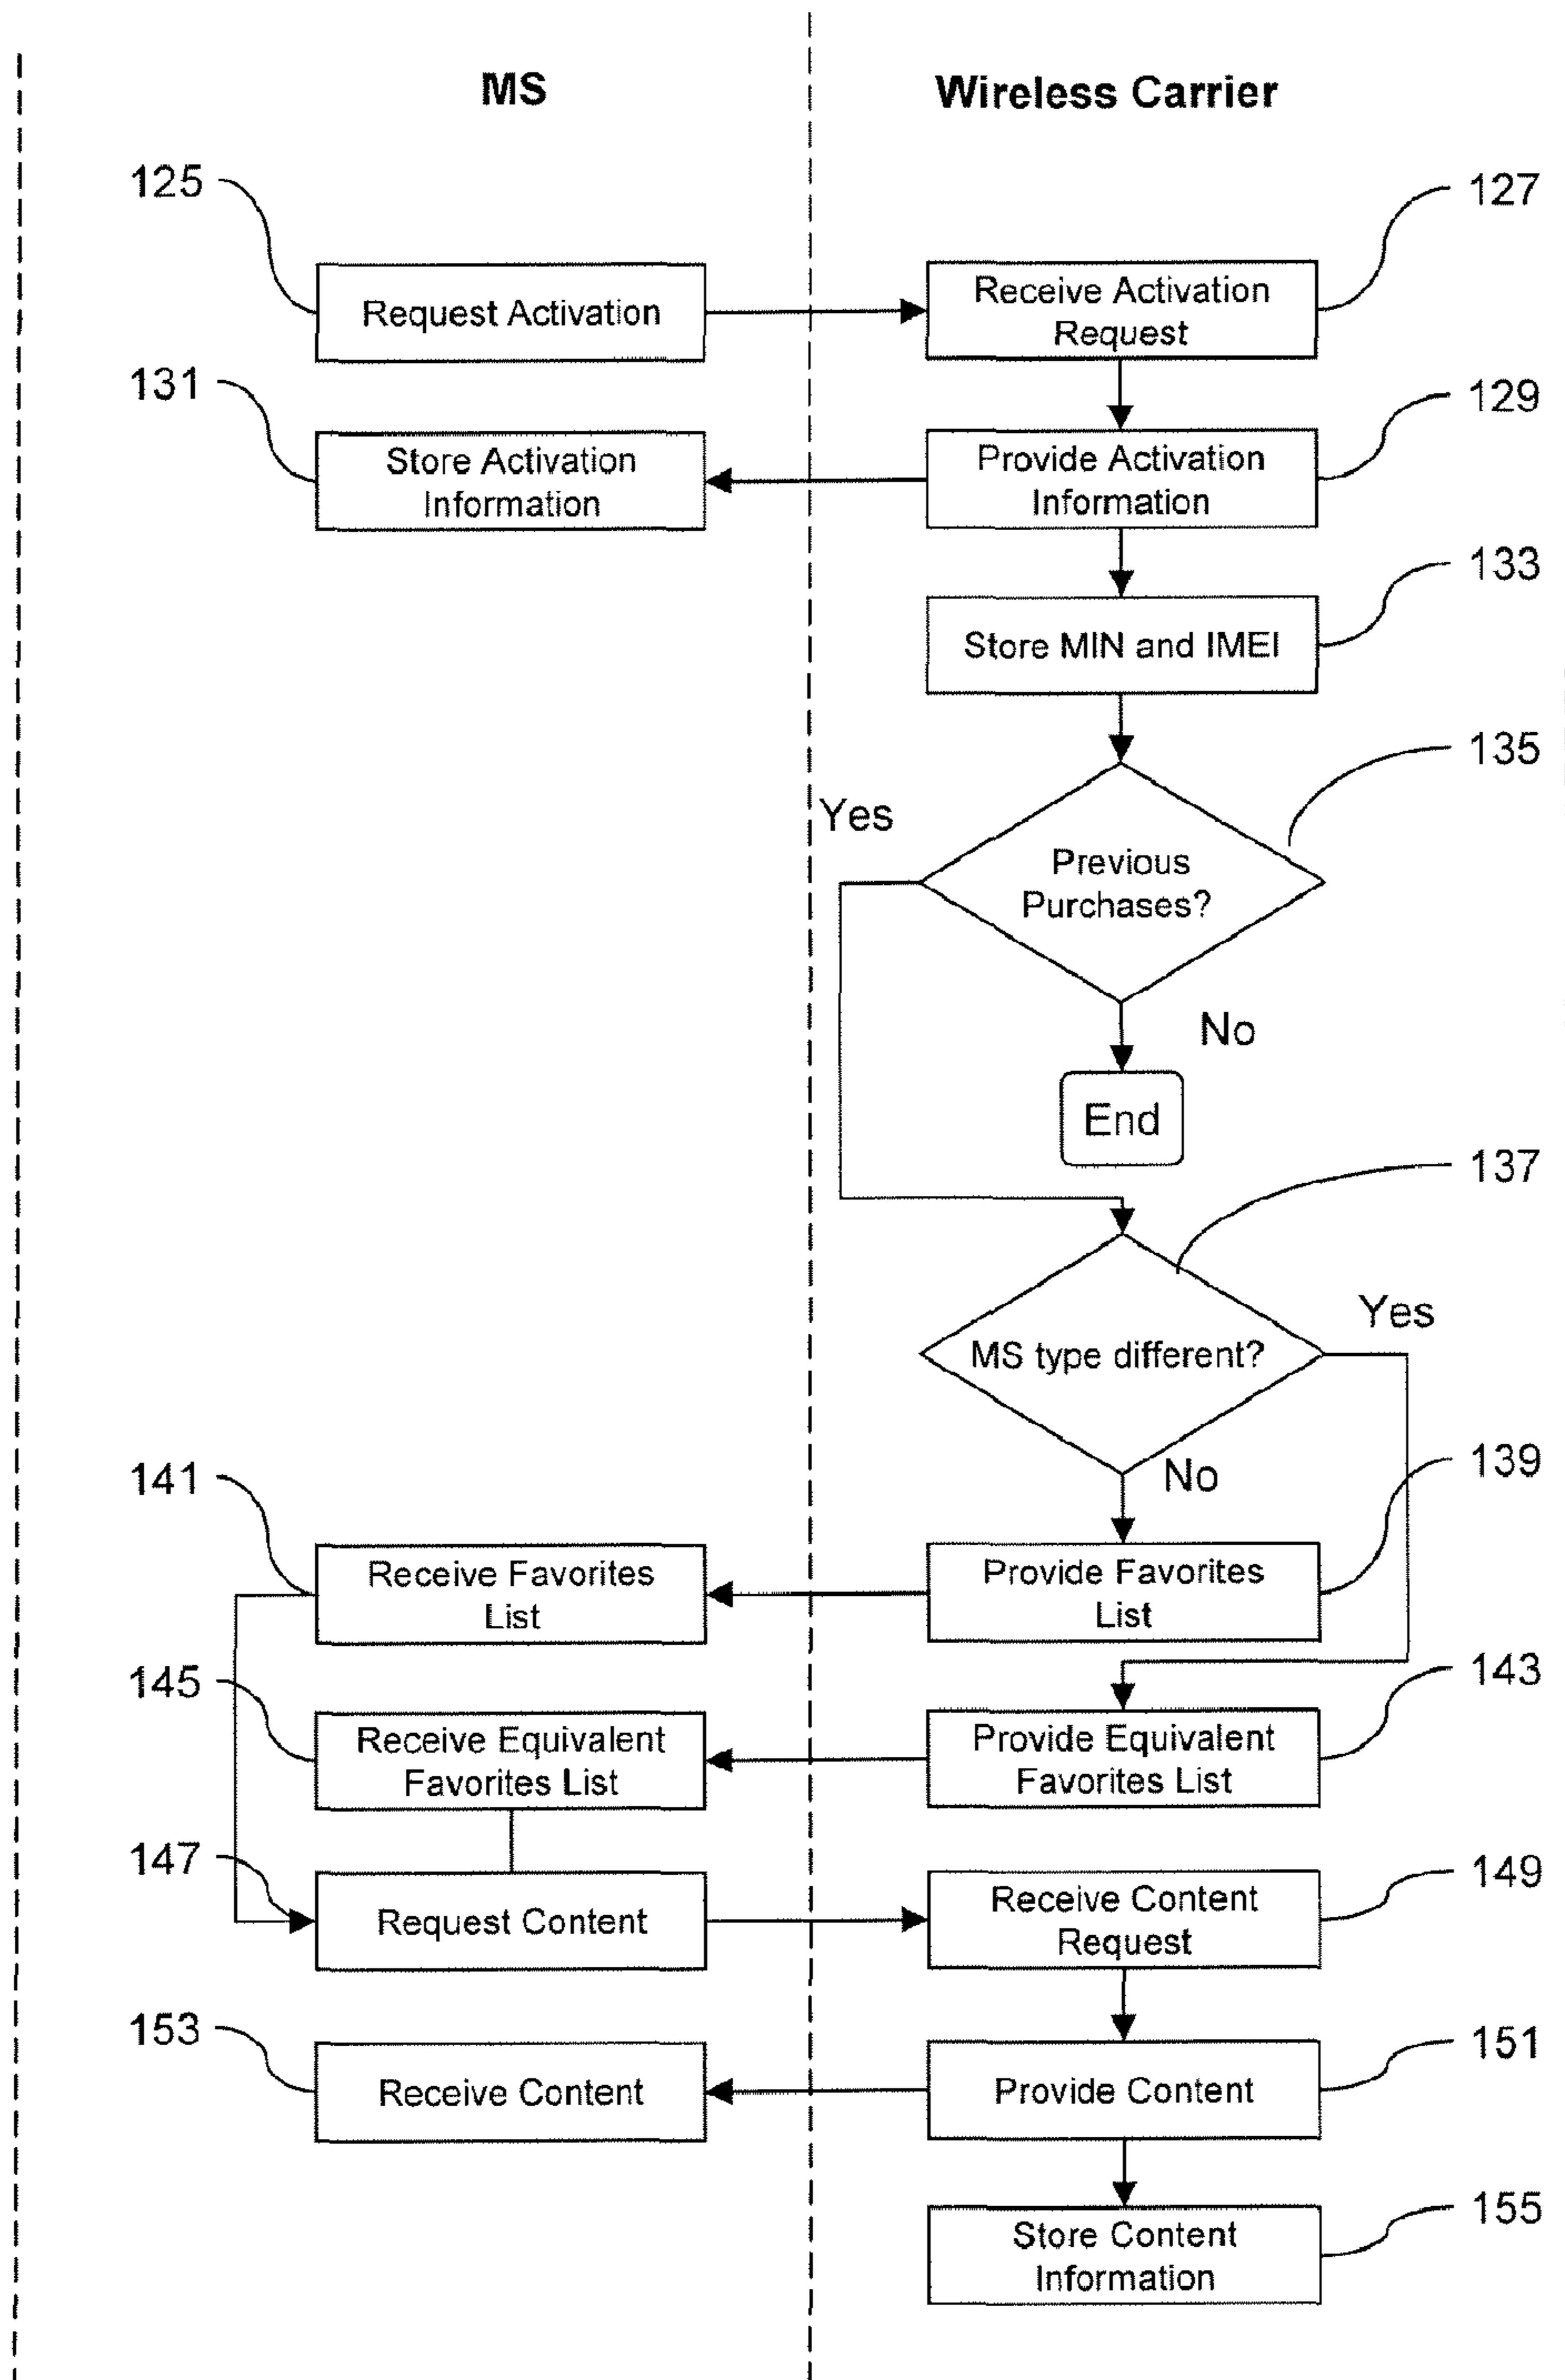 MS
Wireless Carrier
125
127
Request Activation
Receive Activation
Request
131
129
Store Activation
Information
Provide Activation
Information
133
Store MIN and IMEI
135
Yes
Previous
Purchases?
No
End
137
Yes
MS type different?
No
141
139
Receive Favorites
List
Provide Favorites
List
145
143
Receive Equivalent
Favorites List
Provide Equivalent
Favorites List
147
149
Request Content
Receive Content
Request
153
151
Receive Content
Provide Content
155
Store Content
Information